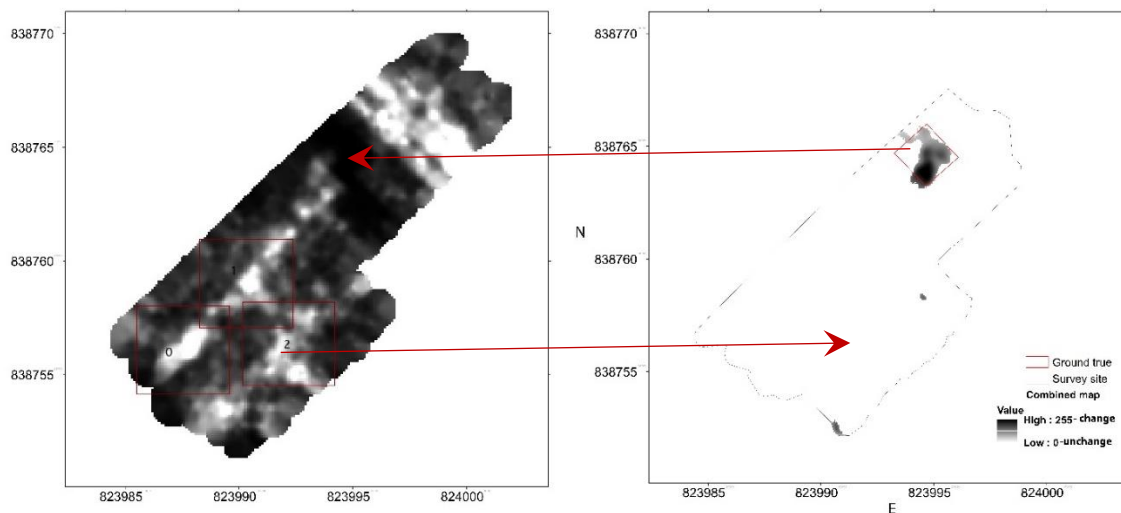 838770
838765
838760
838755
823985
823990
823995
824000
0
1
2
N
838770
838765
838760
838755
823985
823990
823995
824000
E
Ground true
Survey site
Combined map
Value
High : 255- change
Low : 0-unchange